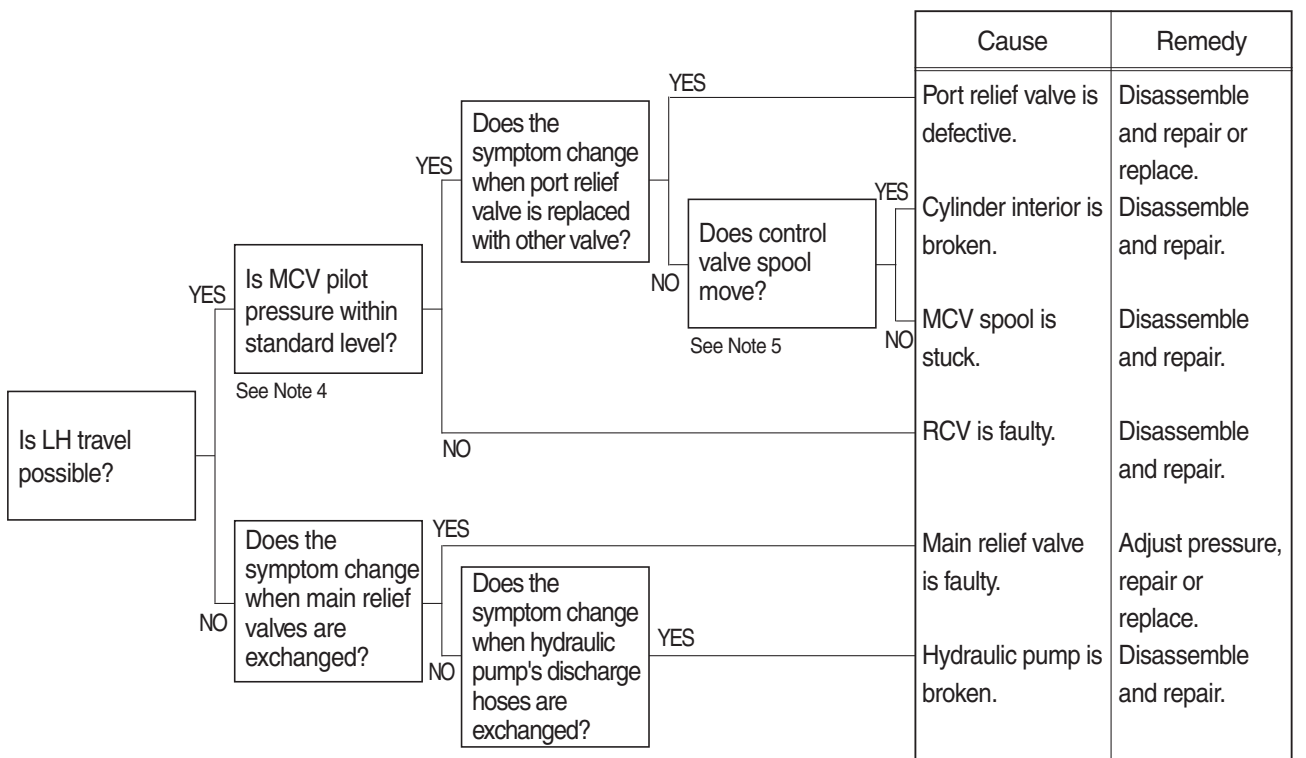 Cause
Remedy
YES
Port relief valve is
defective.
Disassemble
and repair or
replace.
Does the
symptom change
when port relief
valve is replaced
with other valve?
YES
YES
Cylinder interior is
broken.
Disassemble
and repair.
Does control
valve spool
move?
NO
See Note 5
NO
MCV spool is
stuck.
Disassemble
and repair.
Is MCV pilot
pressure within
standard level?
YES
See Note 4
NO
RCV is faulty.
Disassemble
and repair.
Is LH travel
possible?
Does the
symptom change
when main relief
valves are
exchanged?
NO
YES
Main relief valve
is faulty.
Adjust pressure,
repair or
replace.
Does the
symptom change
when hydraulic
pump's discharge
hoses are
exchanged?
NO
YES
Hydraulic pump is
broken.
Disassemble
and repair.